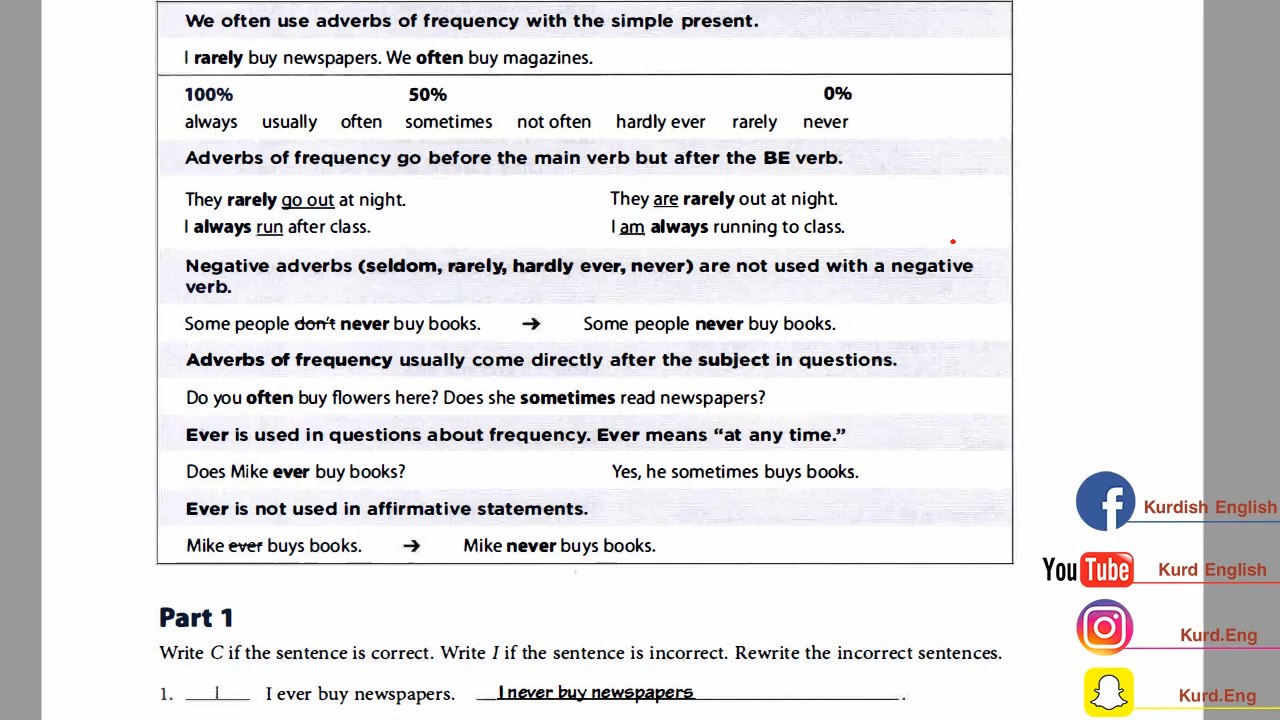 We often use adverbs of frequency with the simple present.
I rarely buy newspapers. We often buy magazines.
100% 50% 0%
always usually often sometimes not often hardly ever rarely never
Adverbs of frequency go before the main verb but after the BE verb.
They rarely go out at night. They are rarely out at night.
I always run after class. I am always running to class.
Negative adverbs (seldom, rarely, hardly ever, never) are not used with a negative
verb.
Some people don't never buy books. → Some people never buy books.
Adverbs of frequency usually come directly after the subject in questions.
Do you often buy flowers here? Does she sometimes read newspapers?
Ever is used in questions about frequency. Ever means “at any time.”
Does Mike ever buy books? Yes, he sometimes buys books.
Ever is not used in affirmative statements.
Mike ever buys books. → Mike never buys books.
Part 1
Write C if the sentence is correct. Write I if the sentence is incorrect. Rewrite the incorrect sentences.
1. I I ever buy newspapers. I never buy newspapers.
Kurdish English
YouTube Kurd English
Kurd.Eng
Kurd.Eng